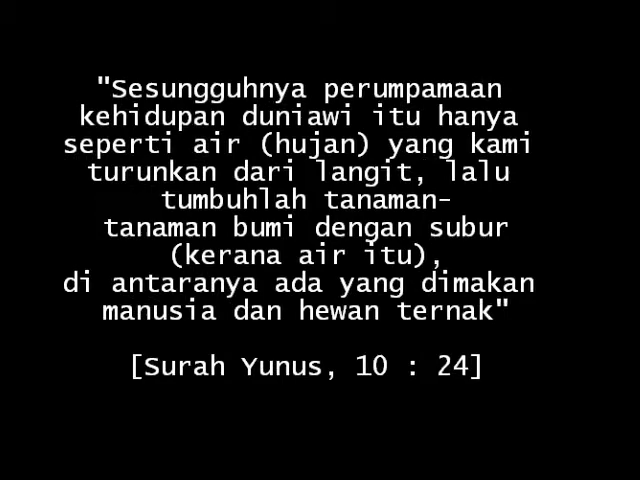 "Sesungguhnya perumpamaan
kehidupan duniawi itu hanya
seperti air (hujan) yang kami
turunkan dari langit, lalu
tumbuhlah tanaman-
tanaman bumi dengan subur
(kerana air itu),
di antaranya ada yang dimakan
manusia dan hewan ternak"
[Surah Yunus, 10 : 24]